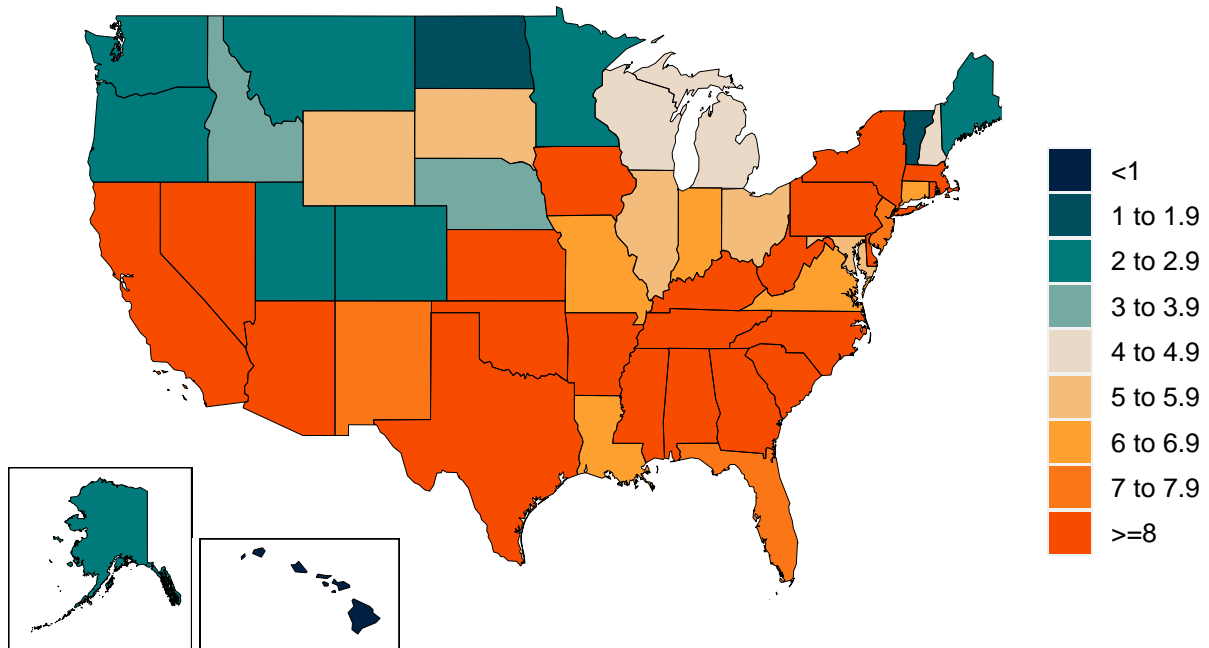 <1
1 to 1.9
2 to 2.9
3 to 3.9
4 to 4.9
5 to 5.9
6 to 6.9
7 to 7.9
>=8